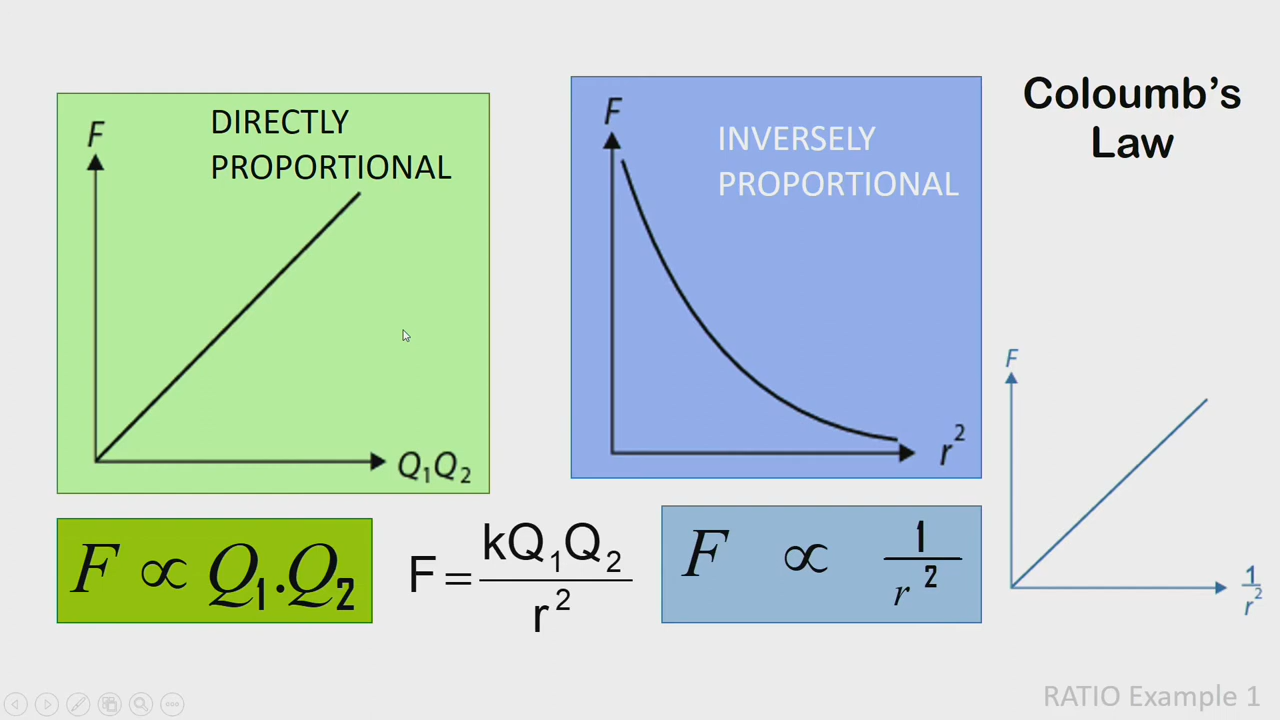 Coloumb's
Law
DIRECTLY
PROPORTIONAL
F
Q₁Q₂
INVERSELY
PROPORTIONAL
F
r²
F
1/r²
F ∝ Q₁.Q₂
F = kQ₁Q₂/r²
F ∝ 1/r²
RATIO Example 1